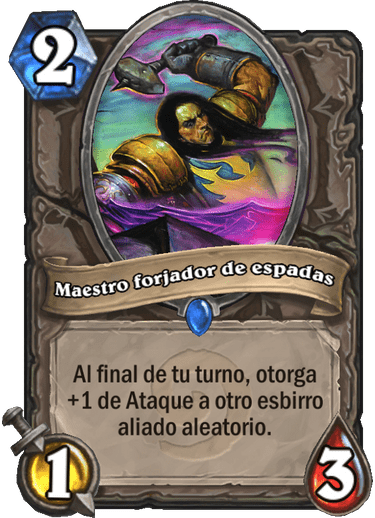 2
Maestro forjador de espadas
Al final de tu turno, otorga
+1 de Ataque a otro esbirro
aliado aleatorio.
1
3